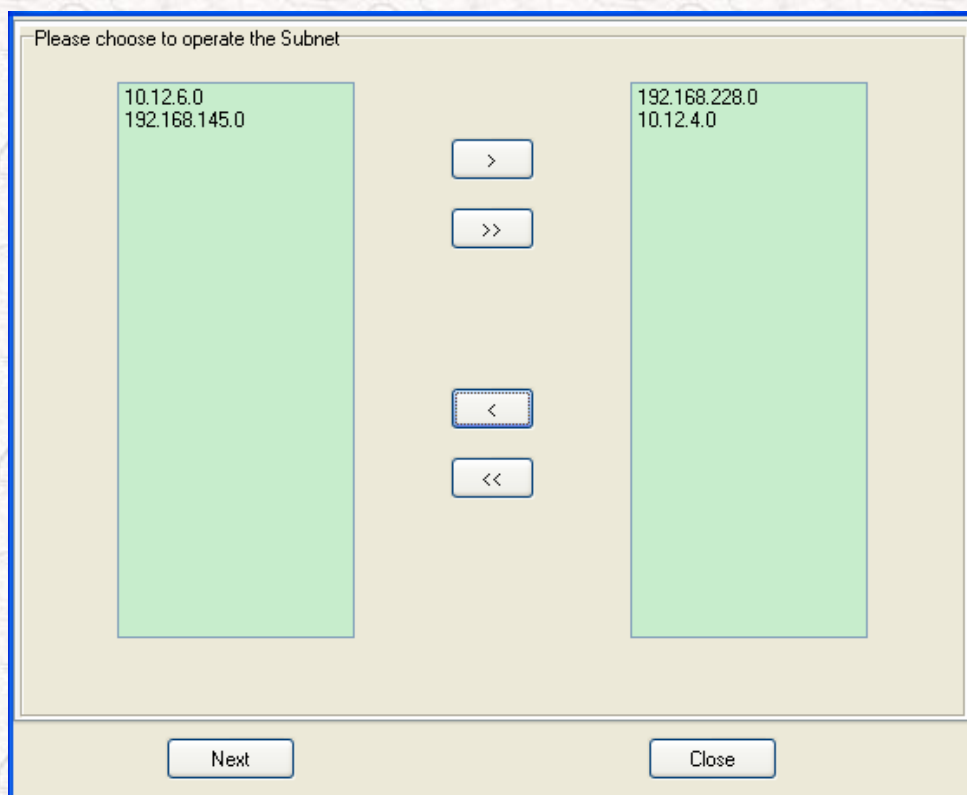 Please choose to operate the Subnet
10.12.6.0
192.168.145.0
192.168.228.0
10.12.4.0
>
>>
<
<<
Next
Close